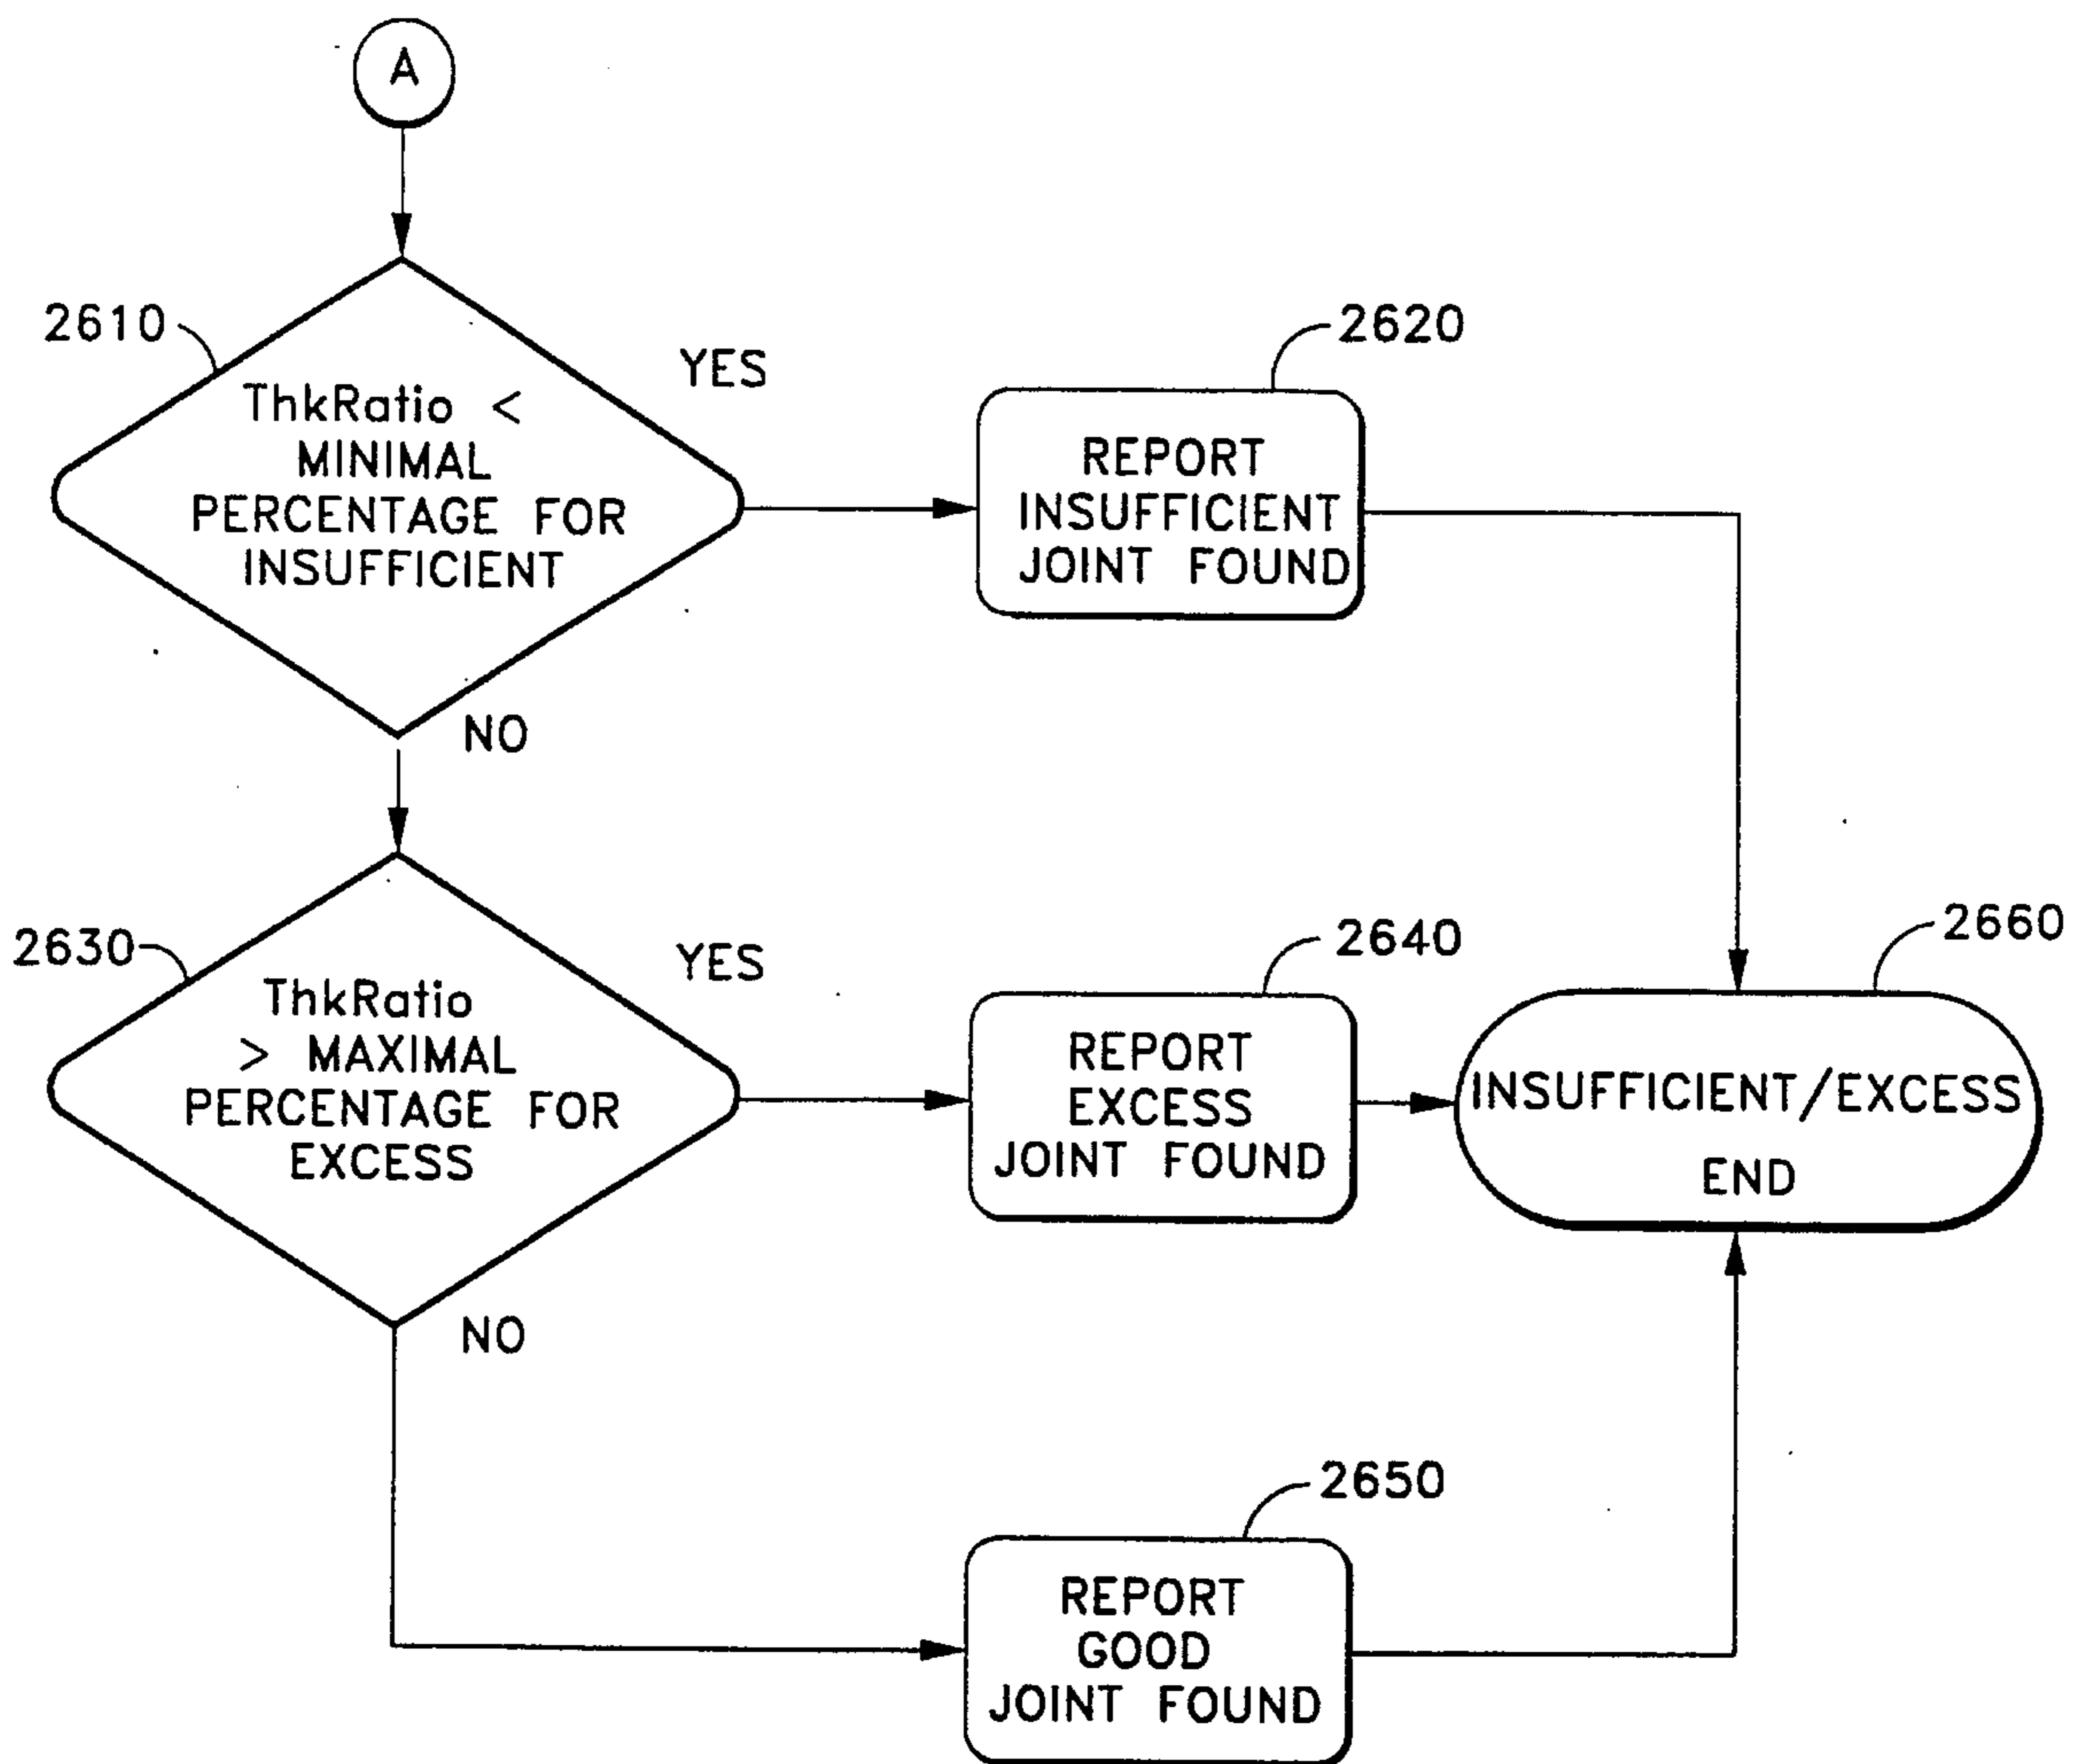 A
2610
ThkRatio <
MINIMAL
PERCENTAGE FOR
INSUFFICIENT
YES
NO
2620
REPORT
INSUFFICIENT
JOINT FOUND
2630
ThkRatio
> MAXIMAL
PERCENTAGE FOR
EXCESS
YES
NO
2640
REPORT
EXCESS
JOINT FOUND
2660
INSUFFICIENT/EXCESS
END
2650
REPORT
GOOD
JOINT FOUND